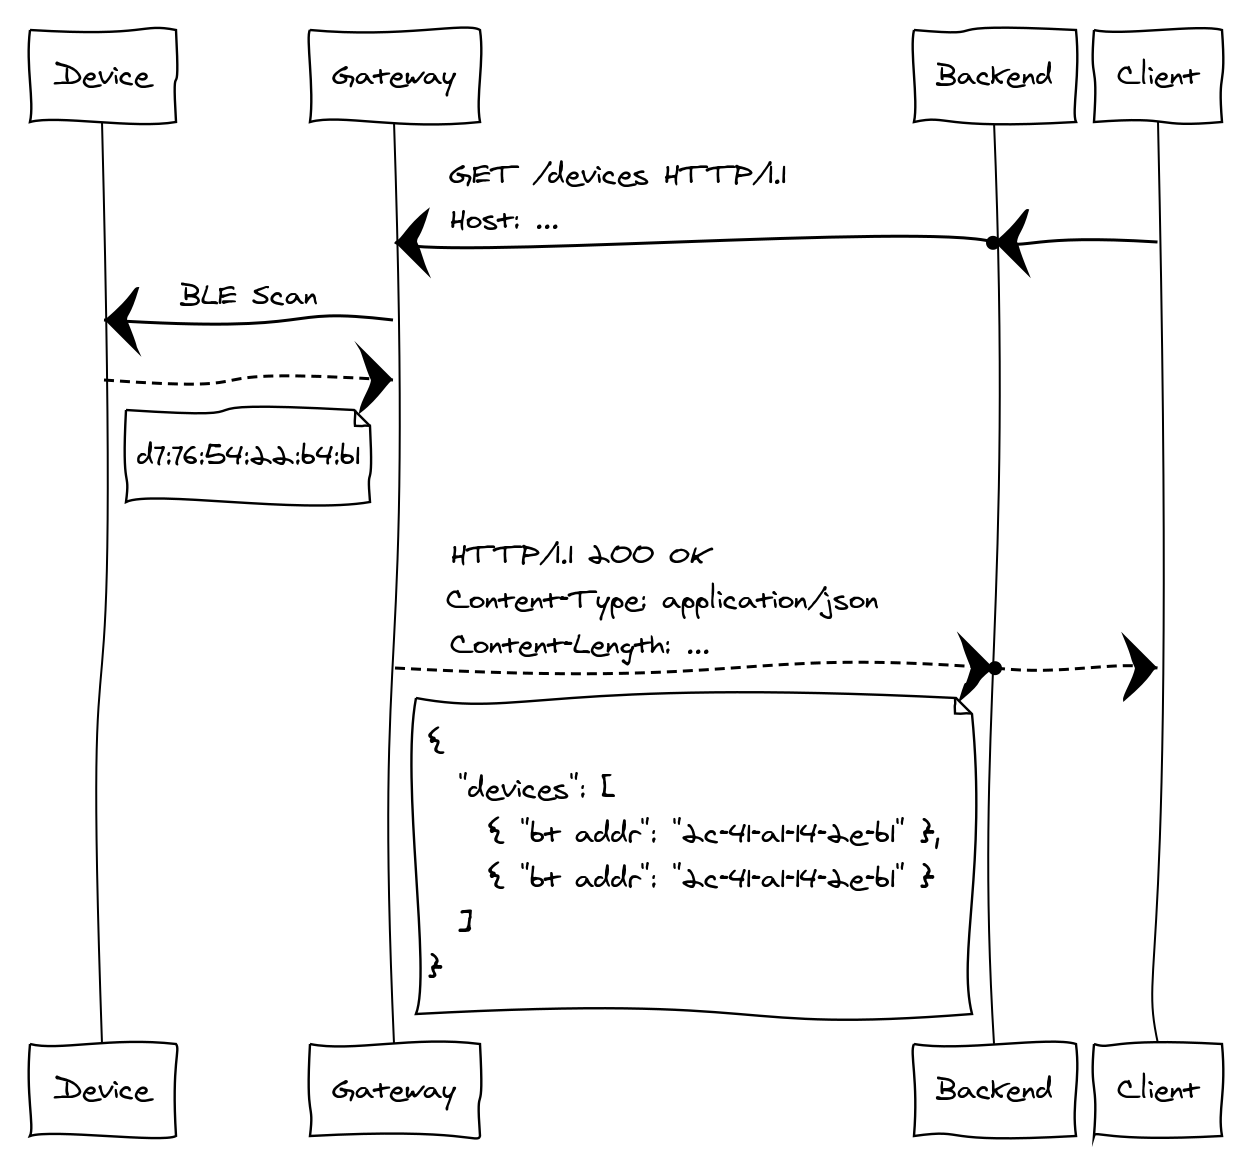 Device Gateway Backend Client
GET /devices HTTP/1.1
Host: ...
BLE Scan
d7:76:54:22:b4:b1
HTTP/1.1 200 OK
Content-Type: application/json
Content-Length: ...
{
"devices": [
{ "bt addr": "2c-41-a1-14-2e-b1" },
{ "bt addr": "2c-41-a1-14-2e-b1" }
]
}
Device Gateway Backend Client